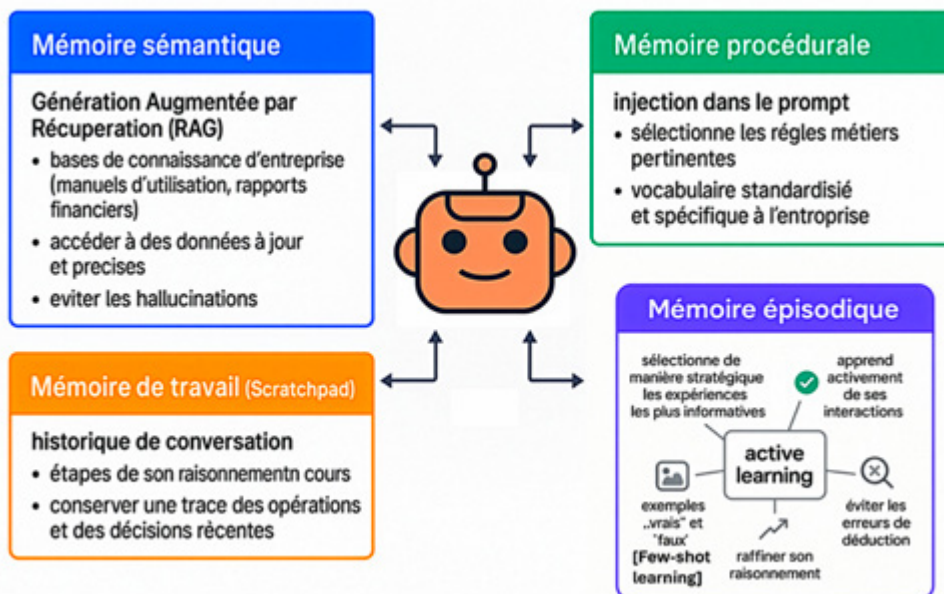 Mémoire sémantique
Génération Augmentée par
Récuperation (RAG)
• bases de connaissance d'entreprise
(manuels d'utilisation, rapports
financiers)
• accéder à des données à jour
et precises
• eviter les hallucinations
Mémoire procédurale
injection dans le prompt
• sélectionne les régles métiers
pertinentes
• vocabulaire standardisié
et spécifique à l'entroprise
Mémoire de travail (Scratchpad)
historique de conversation
• étapes de son raisonnementn cours
• conserver une trace des opérations
et des décisions rècentes
Mémoire épisodique
sélectionne de
manière stratégique
les expériences
les plus informatives
apprend
activement
de ses
interactions
active
learning
exemples
„vrais" et
'faux'
[Few-shot
learning]
raffiner son
raisonnement
éviter les
erreurs de
déduction